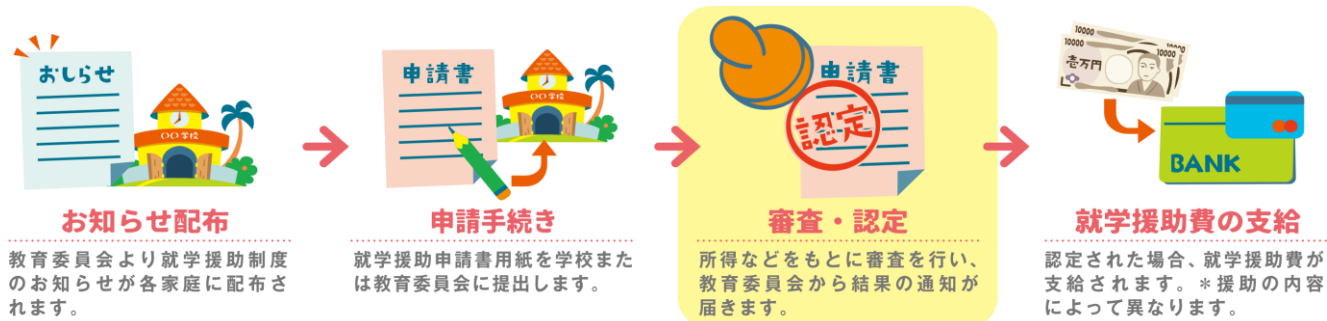 おしらせ
〇〇学校
お知らせ配布
教育委員会より就学援助制度
のお知らせが各家庭に配布さ
れます。
申請書
〇〇学校
申請手続き
就学援助申請書用紙を学校また
は教育委員会に提出します。
申請書
認定
審査・認定
所得などをもとに審査を行い、
教育委員会から結果の通知が
届きます。
10000
10000
10000
10000
壱万円
BANK
就学援助費の支給
認定された場合、就学援助費が
支給されます。＊援助の内容
によって異なります。